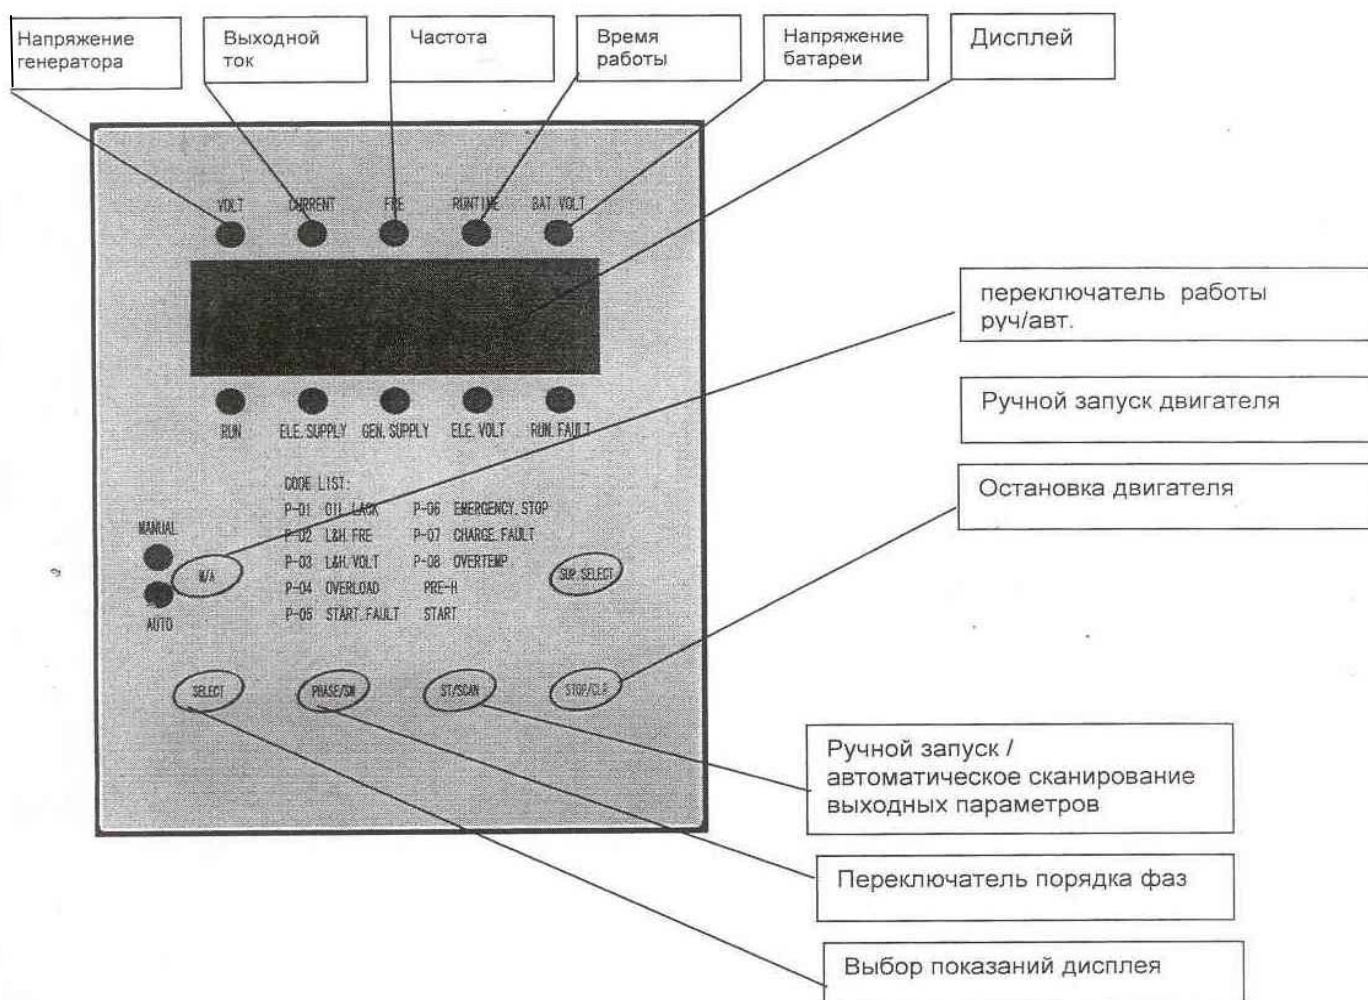 Напряжение
генератора
Выходной
ток
Частота
Время
работы
Напряжение
батареи
Дисплей
VOLT CURRENT FRE RUNTIME BAT.VOLT
RUN ELE.SUPPLY GEN.SUPPLY ELE.VOLT RUN.FAULT
CODE LIST:
P-01 OIL.LACK P-06 EMERGENCY.STOP
P-02 L&H.FRE P-07 CHARGE.FAULT
P-03 L&H.VOLT P-08 OVERTEMP
P-04 OVERLOAD PRE-H
P-05 START.FAULT START
MANUAL
M/A
AUTO
SUP.SELECT
SELECT PHASE/SW ST/SCAN STOP/CLR
переключатель работы
руч/авт.
Ручной запуск двигателя
Остановка двигателя
Ручной запуск /
автоматическое сканирование
выходных параметров
Переключатель порядка фаз
Выбор показаний дисплея